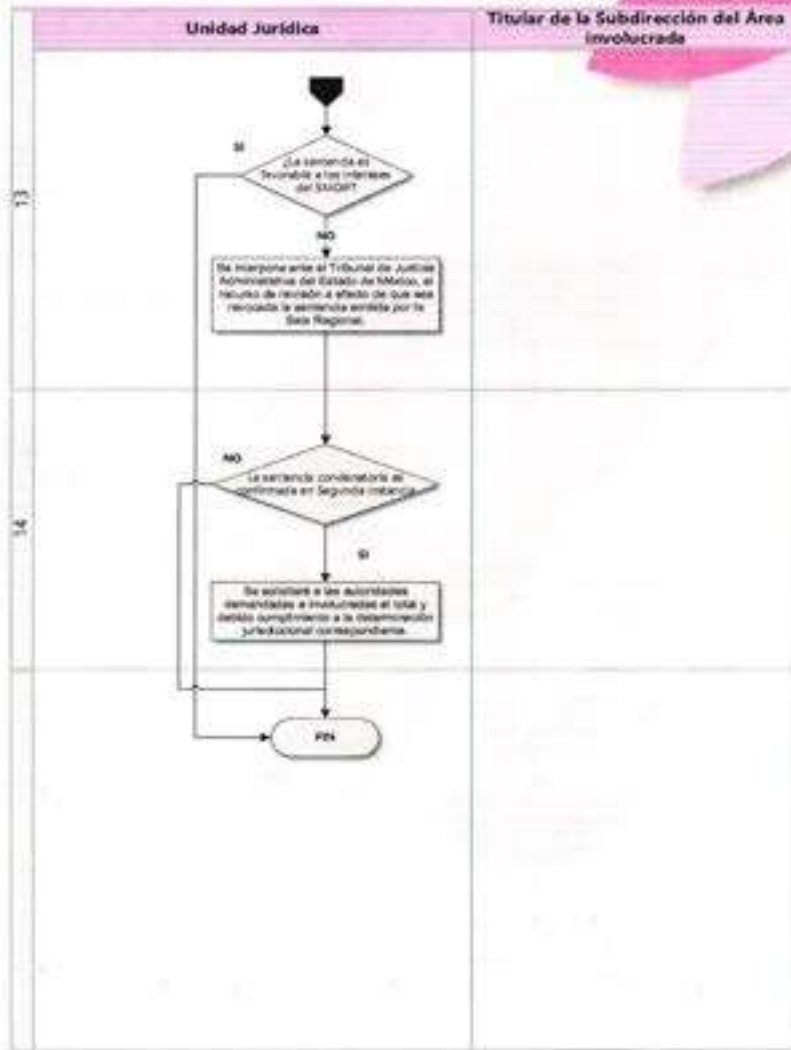 Unidad Jurídica
Titular de la Subdirección del Área
involucrada
13
SI
¿La sentencia es
favorable a los intereses
del SMDIF?
NO
Se interpone ante el Tribunal de Justicia
Administrativa del Estado de México, el
recurso de revisión a efecto de que sea
revocada la sentencia emitida por la
Sala Regional.
14
NO
La sentencia condenatoria es
confirmada en Segunda instancia
SI
Se solicitará a las autoridades
demandadas e involucradas el total y
debido cumplimiento a la determinación
jurisdiccional correspondiente.
FIN